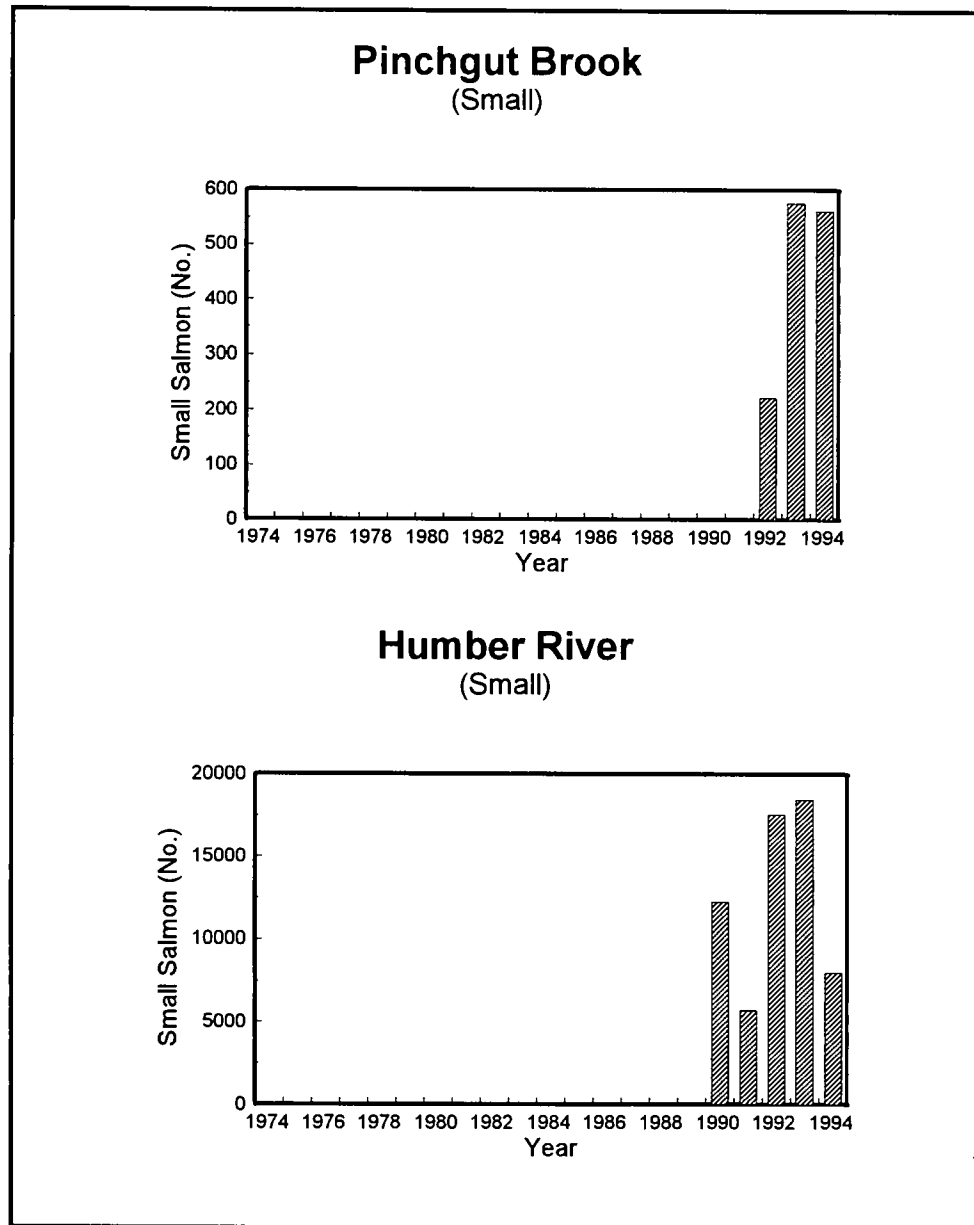 Pinchgut Brook
(Small)
Small Salmon (No.)
600
500
400
300
200
100
0
1974 1976 1978 1980 1982 1984 1986 1988 1990 1992 1994
Year
Humber River
(Small)
Small Salmon (No.)
20000
15000
10000
5000
0
1974 1976 1978 1980 1982 1984 1986 1988 1990 1992 1994
Year